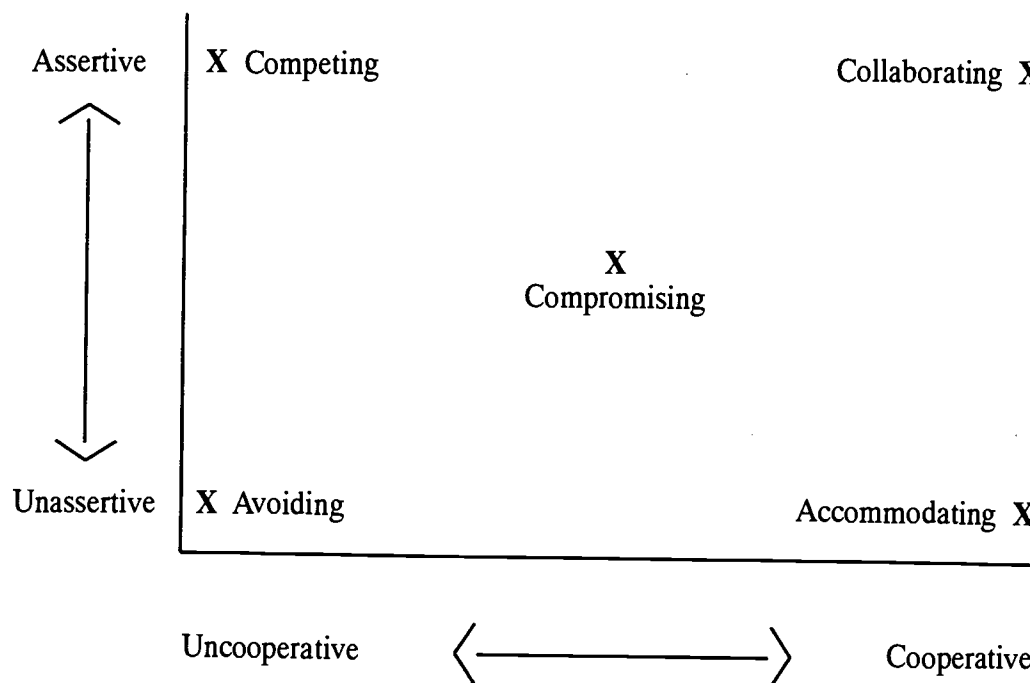 Assertive X Competing Collaborating X
X
Compromising
Unassertive X Avoiding Accommodating X
Uncooperative Cooperative